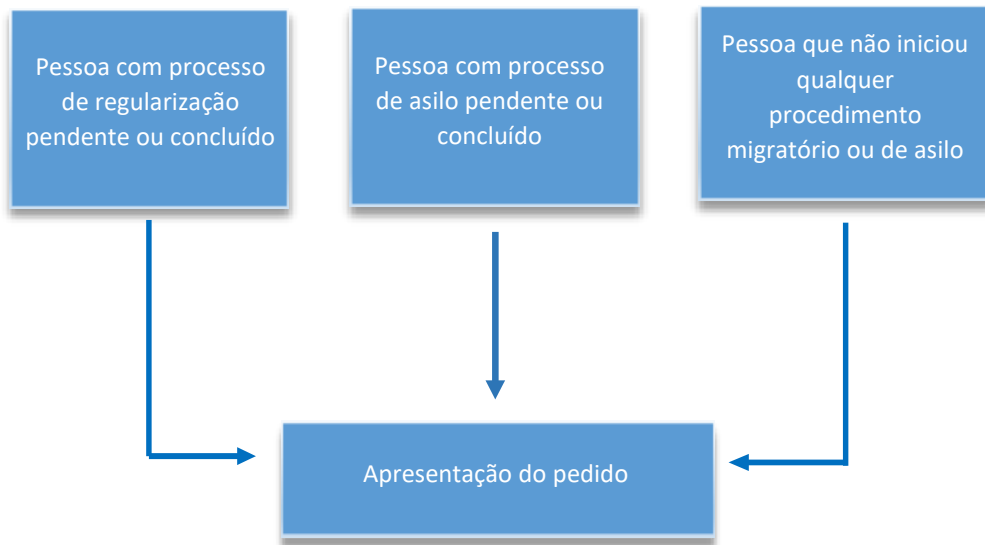 Pessoa com processo
de regularização
pendente ou concluído
Pessoa com processo
de asilo pendente ou
concluído
Pessoa que não iniciou
qualquer
procedimento
migratório ou de asilo
Apresentação do pedido